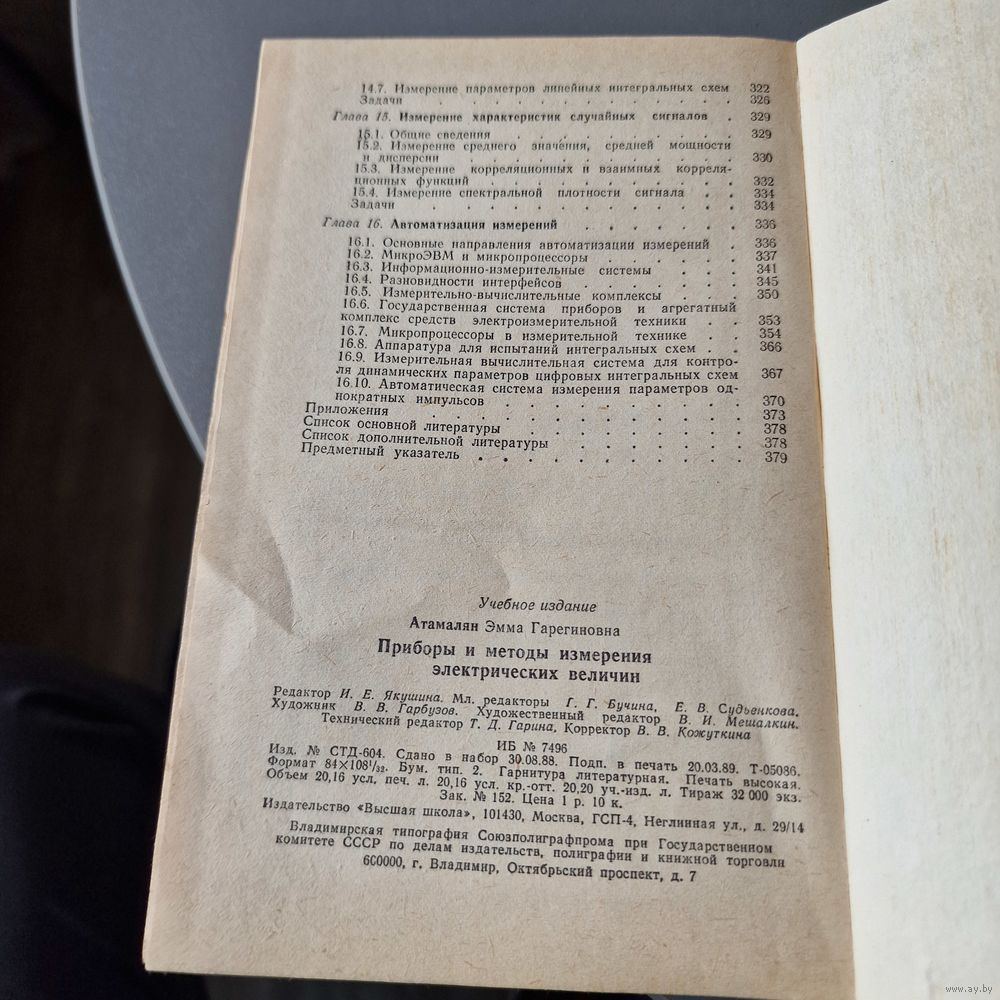 14.7. Измерение параметров линейных интегральных схем 322
Задачи . . . . . . . . . . . . 326
Глава 15. Измерение характеристик случайных сигналов . 329
15.1. Общие сведения . . . . . . . . . 329
15.2. Измерение среднего значения, средней мощности
и дисперсии . . . . . . . . . . 330
15.3. Измерение корреляционных и взаимных корреля-
ционных функций . . . . . . . . . 332
15.4. Измерение спектральной плотности сигнала . . 334
Задачи . . . . . . . . . . . . 334
Глава 16. Автоматизация измерений . . . . . . 336
16.1. Основные направления автоматизации измерений . 336
16.2. МикроЭВМ и микропроцессоры . . . . . 337
16.3. Информационно-измерительные системы . . . 341
16.4. Разновидности интерфейсов . . . . . . 345
16.5. Измерительно-вычислительные комплексы . . . 350
16.6. Государственная система приборов и агрегатный
комплекс средств электроизмерительной техники . . 353
16.7. Микропроцессоры в измерительной технике . . 354
16.8. Аппаратура для испытаний интегральных схем . . 366
16.9. Измерительная вычислительная система для контро-
ля динамических параметров цифровых интегральных схем 367
16.10. Автоматическая система измерения параметров од-
нократных импульсов . . . . . . . . 370
Приложения . . . . . . . . . . . 373
Список основной литературы . . . . . . . 378
Список дополнительной литературы . . . . . . 378
Предметный указатель . . . . . . . . . 379
Учебное издание
Атамалян Эмма Гарегиновна
Приборы и методы измерения
электрических величин
Редактор И. Е. Якушина. Мл. редакторы Г. Г. Бучина, Е. В. Судьенкова.
Художник В. В. Гарбузов. Художественный редактор В. И. Мешалкин.
Технический редактор Т. Д. Гарина, Корректор В. В. Кожуткина
ИБ № 7496
Изд. № СТД-604. Сдано в набор 30.08.88. Подп. в печать 20.03.89. Т-05086.
Формат 84×108¹/₃₂. Бум. тип. 2. Гарнитура литературная. Печать высокая.
Объем 20,16 усл. печ. л. 20,16 усл. кр.-отт. 20,20 уч.-изд. л. Тираж 32 000 экз.
Зак. № 152. Цена 1 р. 10 к.
Издательство «Высшая школа», 101430, Москва, ГСП-4, Неглинная ул., д. 29/14
Владимирская типография Союзполиграфпрома при Государственном
комитете СССР по делам издательств, полиграфии и книжной торговли
600000, г. Владимир, Октябрьский проспект, д. 7
www.ay.by